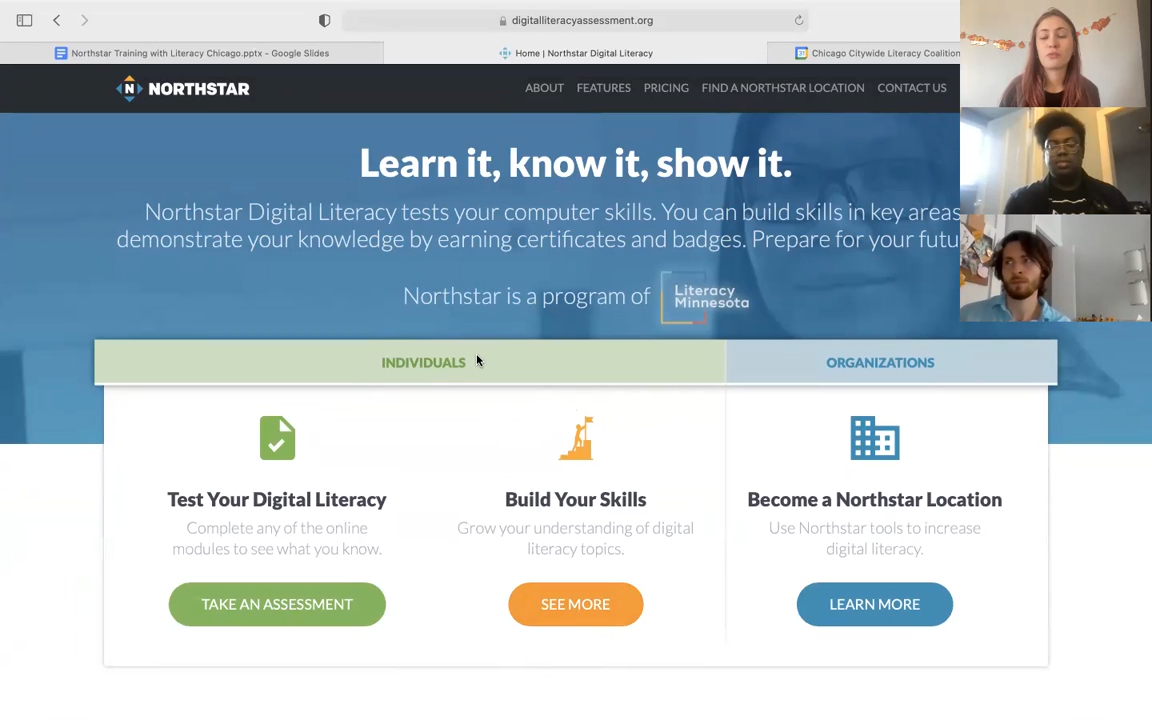 digitalliteracyassessment.org
Northstar Training with Literacy Chicago.pptx - Google Slides
Home | Northstar Digital Literacy
Chicago Citywide Literacy Coalition
NORTHSTAR
ABOUT FEATURES PRICING FIND A NORTHSTAR LOCATION CONTACT US
Learn it, know it, show it.
Northstar Digital Literacy tests your computer skills. You can build skills in key areas
demonstrate your knowledge by earning certificates and badges. Prepare for your futu
Northstar is a program of Literacy
Minnesota
INDIVIDUALS
ORGANIZATIONS
Test Your Digital Literacy
Complete any of the online
modules to see what you know.
TAKE AN ASSESSMENT
Build Your Skills
Grow your understanding of digital
literacy topics.
SEE MORE
Become a Northstar Location
Use Northstar tools to increase
digital literacy.
LEARN MORE